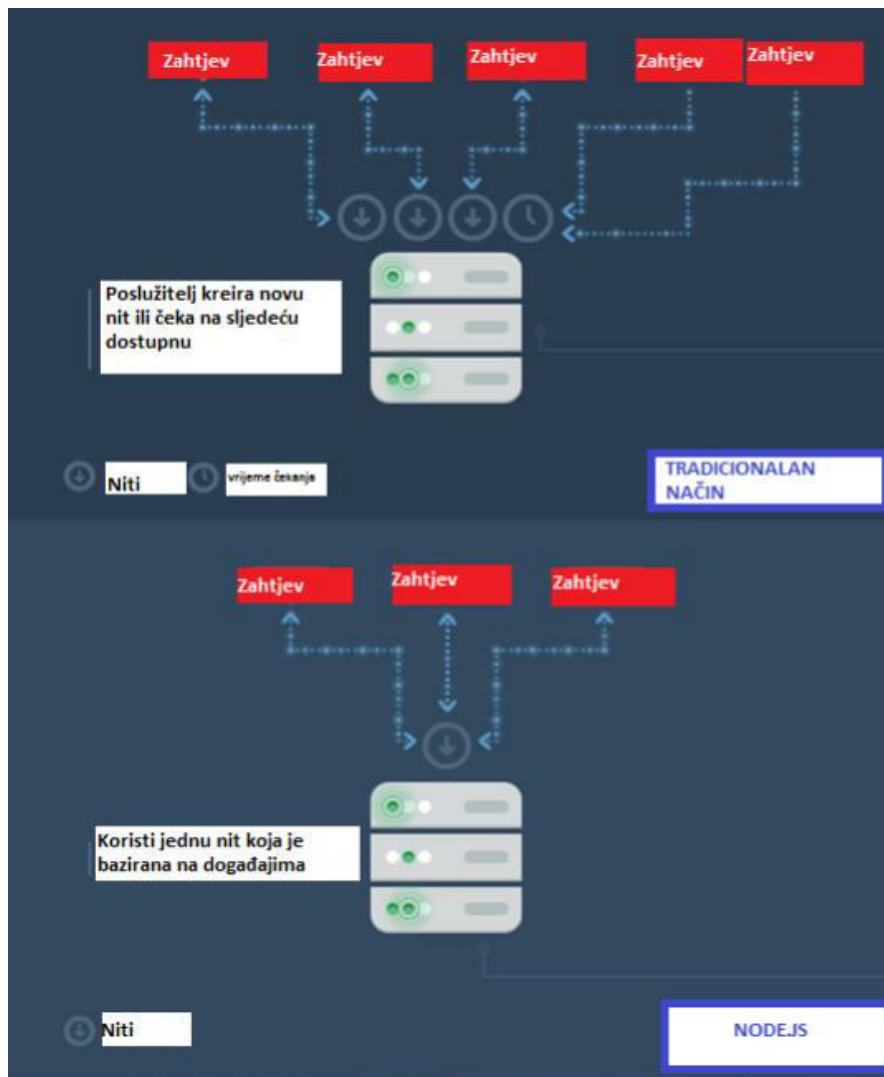 Zahtjev
Zahtjev
Zahtjev
Zahtjev
Zahtjev
Poslužitelj kreira novu
nit ili čeka na sljedeću
dostupnu
Niti
vrijeme čekanja
TRADICIONALAN
NAČIN
Zahtjev
Zahtjev
Zahtjev
Koristi jednu nit koja je
bazirana na događajima
Niti
NODEJS